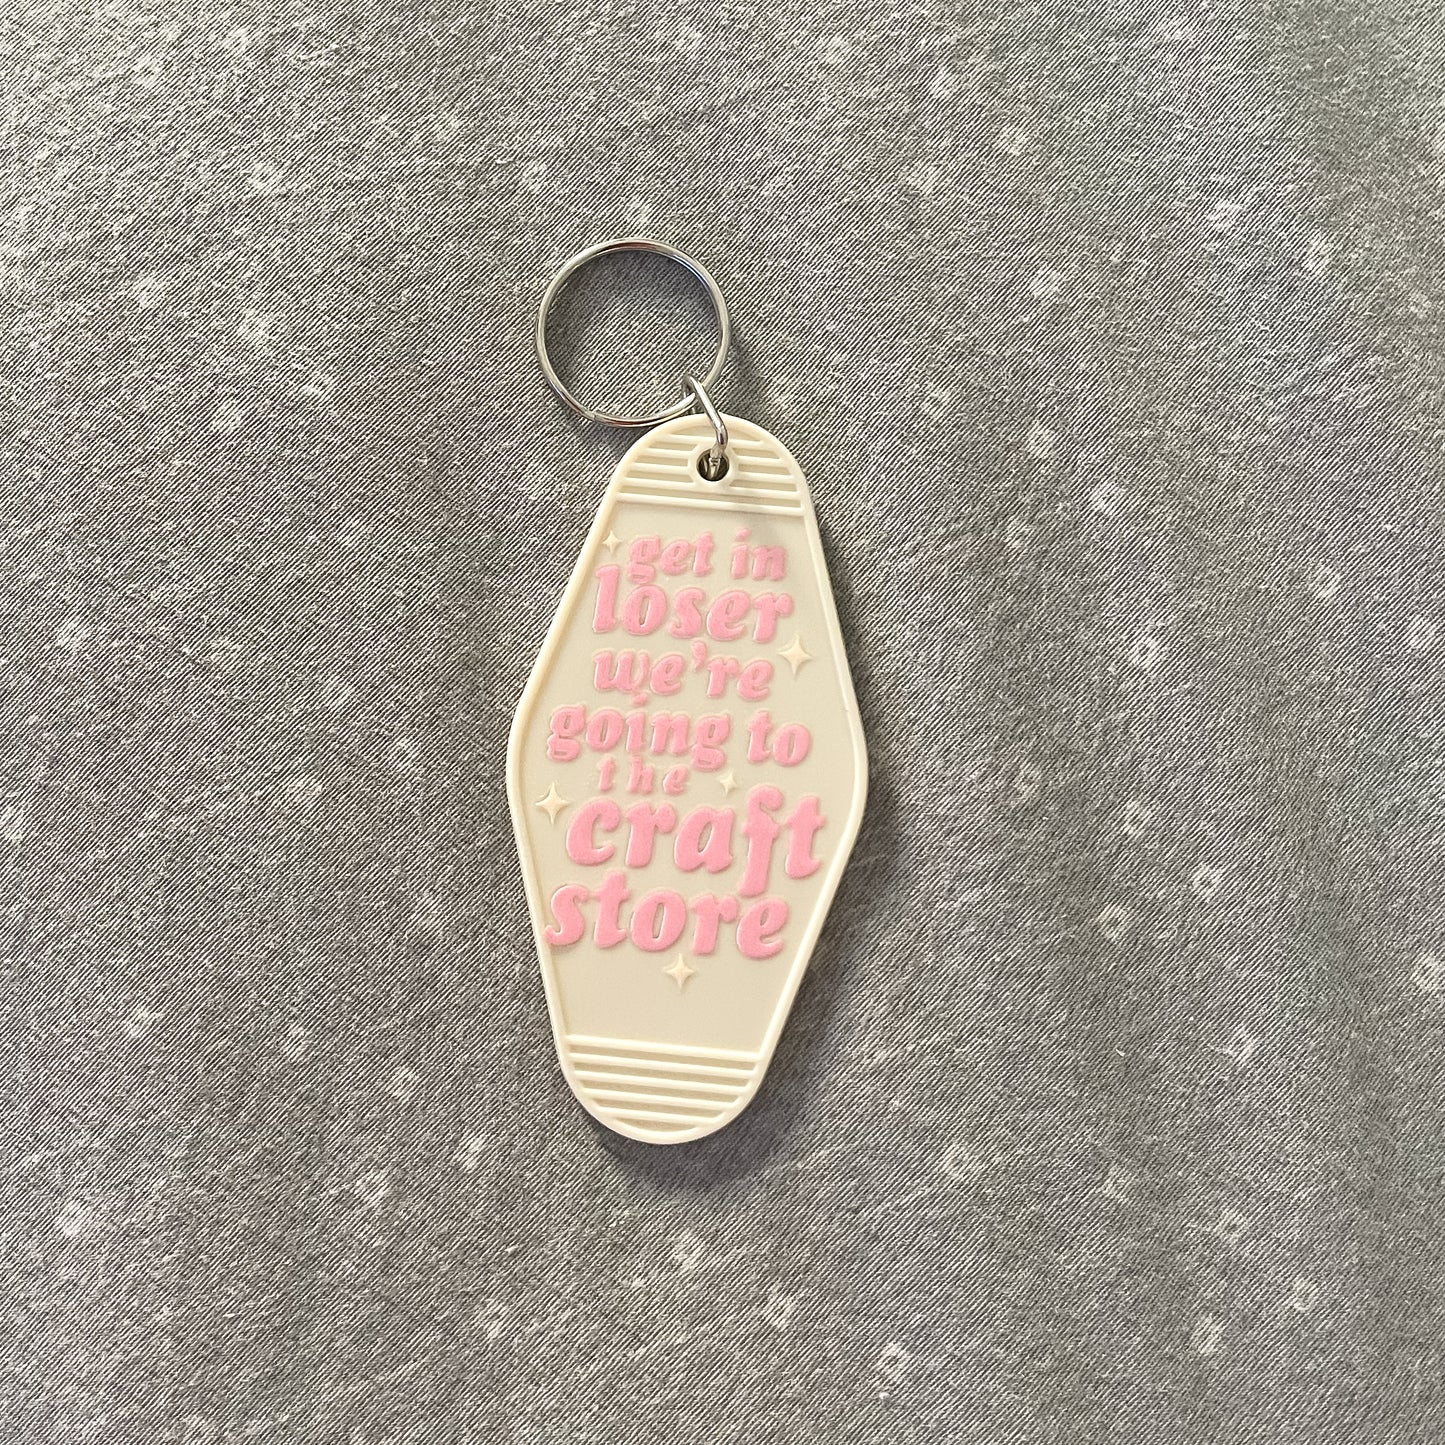 get in
loser
we're
going to
the
craft
store